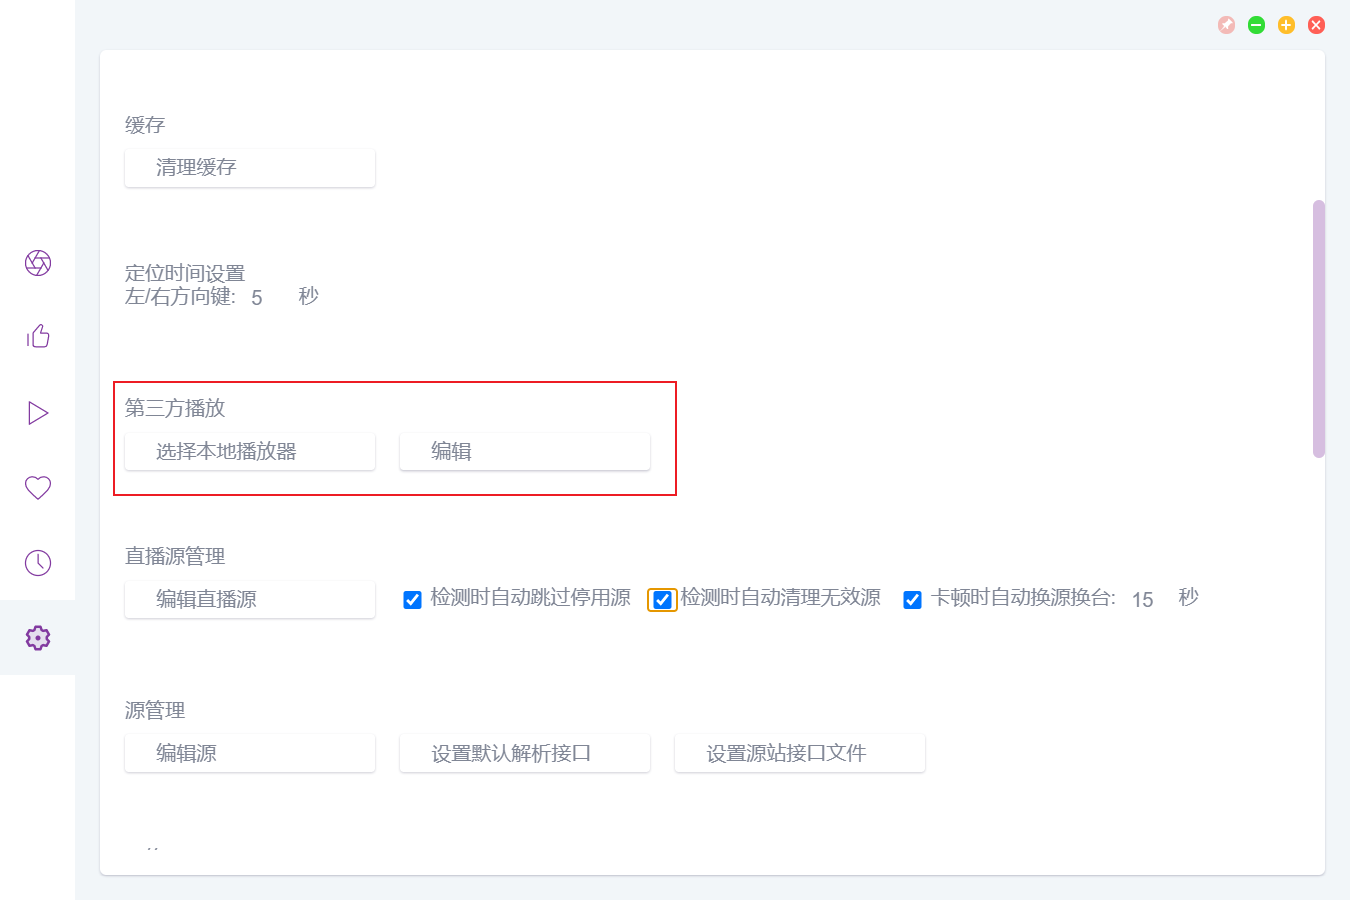 缓存
清理缓存
定位时间设置
左/右方向键: 5 秒
第三方播放
选择本地播放器 编辑
直播源管理
编辑直播源 检测时自动跳过停用源 检测时自动清理无效源 卡顿时自动换源换台: 15 秒
源管理
编辑源 设置默认解析接口 设置源站接口文件